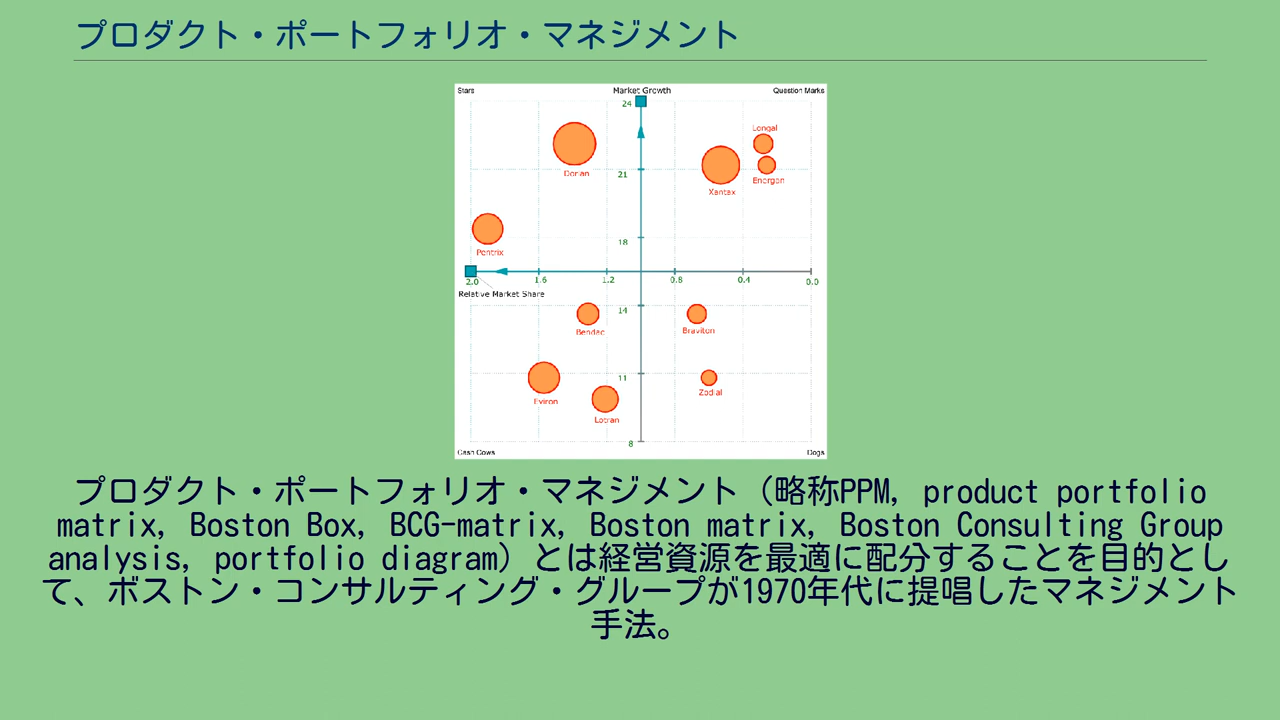 プロダクト・ポートフォリオ・マネジメント
Stars
Market Growth
Question Marks
24
Longal
Dorian
21
Xantax
Energon
18
Pentrix
2.0
1.6
1.2
0.8
0.4
0.0
Relative Market Share
14
Bendac
Braviton
11
Eviron
Zodial
Lotran
8
Cash Cows
Dogs
プロダクト・ポートフォリオ・マネジメント（略称PPM, product portfolio
matrix, Boston Box, BCG-matrix, Boston matrix, Boston Consulting Group
analysis, portfolio diagram）とは経営資源を最適に配分することを目的とし
て、ボストン・コンサルティング・グループが1970年代に提唱したマネジメント
手法。